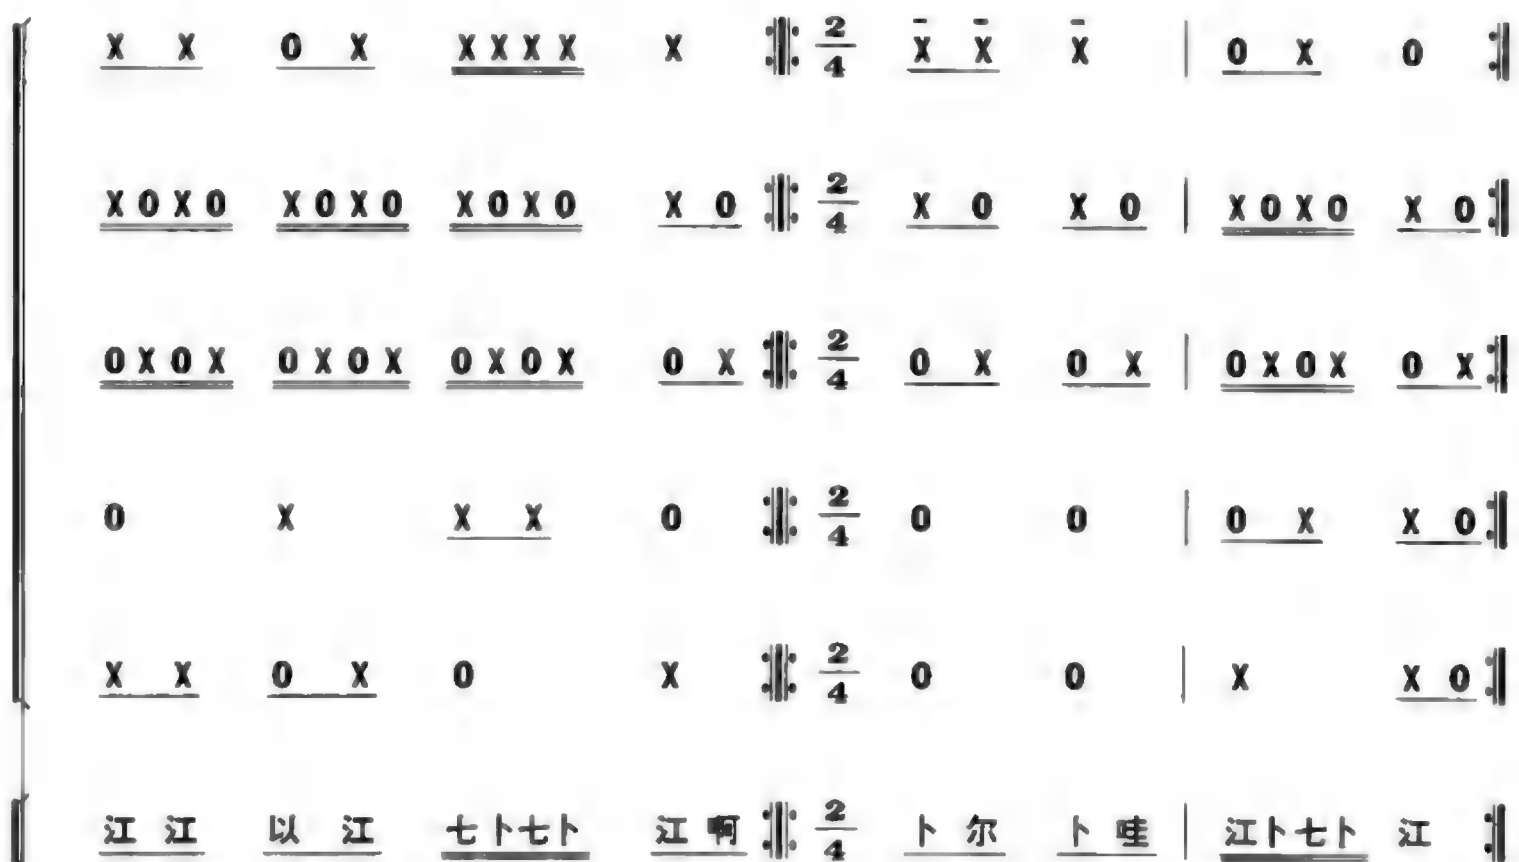 X X 0 X XXXX X 2/4 X X X 0 X 0
X0X0 X0X0 X0X0 X 0 2/4 X 0 X 0 X0X0 X 0
0X0X 0X0X 0X0X 0 X 2/4 0 X 0 X 0X0X 0 X
0 X X X 0 2/4 0 0 0 X X 0
X X 0 X 0 X 2/4 0 0 X X 0
江 江 以 江 七卜七卜 江 啊 2/4 卜 尔 卜 哇 江卜七卜 江